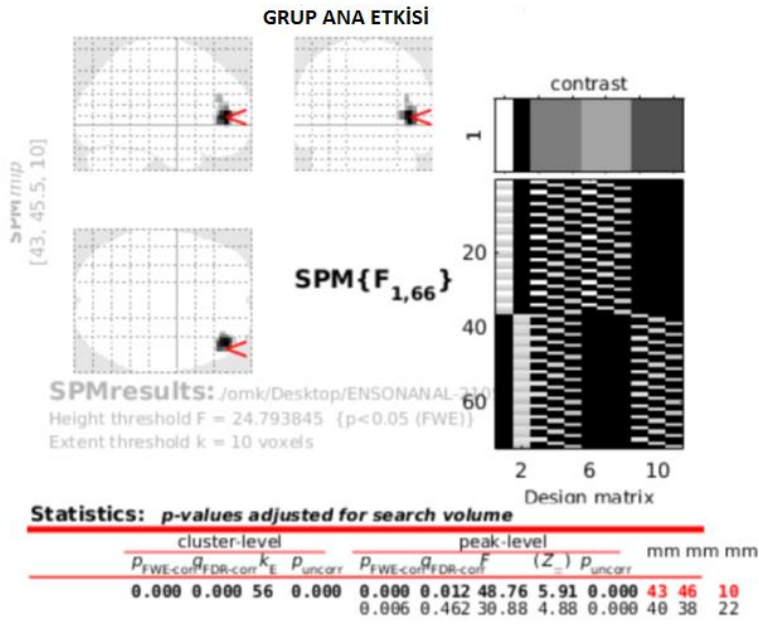 GRUP ANA ETKİSİ
SPM mip
[43, 45.5, 10]
contrast
1
SPM{F1,66}
20
40
60
2 6 10
Design matrix
SPMresults: ./omk/Desktop/ENSONANAL-210
Height threshold F = 24.793845 {p<0.05 (FWE)}
Extent threshold k = 10 voxels
Statistics: p-values adjusted for search volume
cluster-level peak-level mm mm mm
pFWE-corr qFDR-corr kE puncorr pFWE-corr qFDR-corr F (Z≡) puncorr
0.000 0.000 56 0.000 0.000 0.012 48.76 5.91 0.000 43 46 10
0.006 0.462 30.88 4.88 0.000 40 38 22